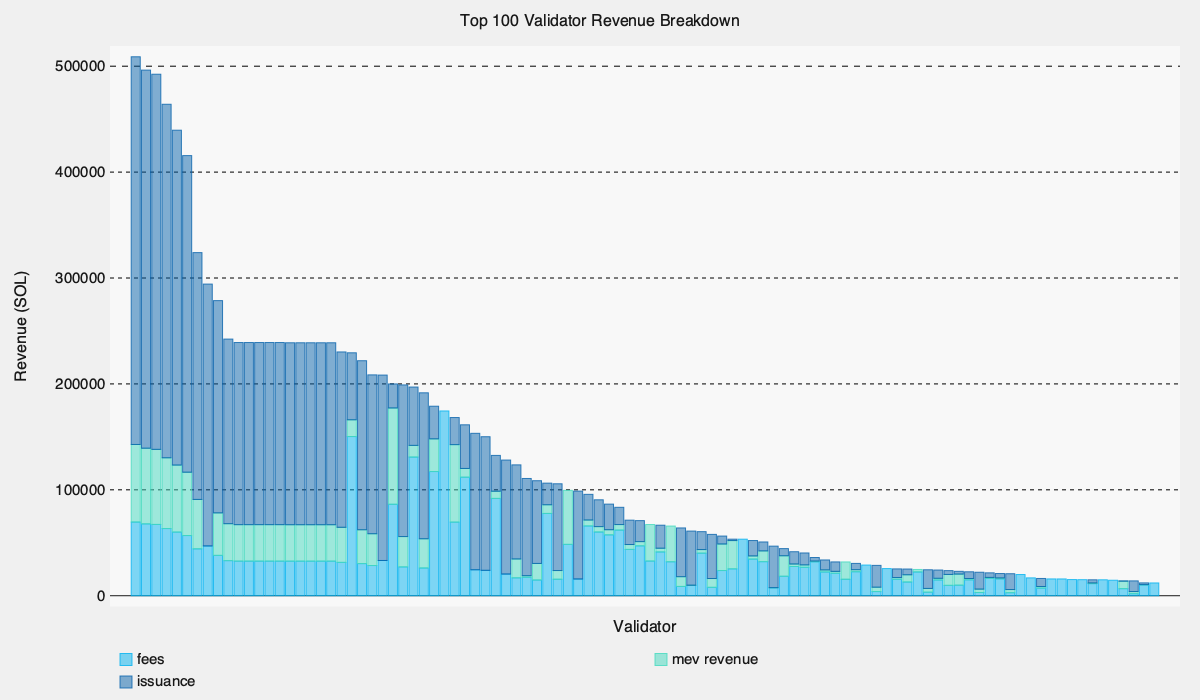 Top 100 Validator Revenue Breakdown
500000
400000
300000
200000
100000
0
Revenue (SOL)
Validator
fees
mev revenue
issuance